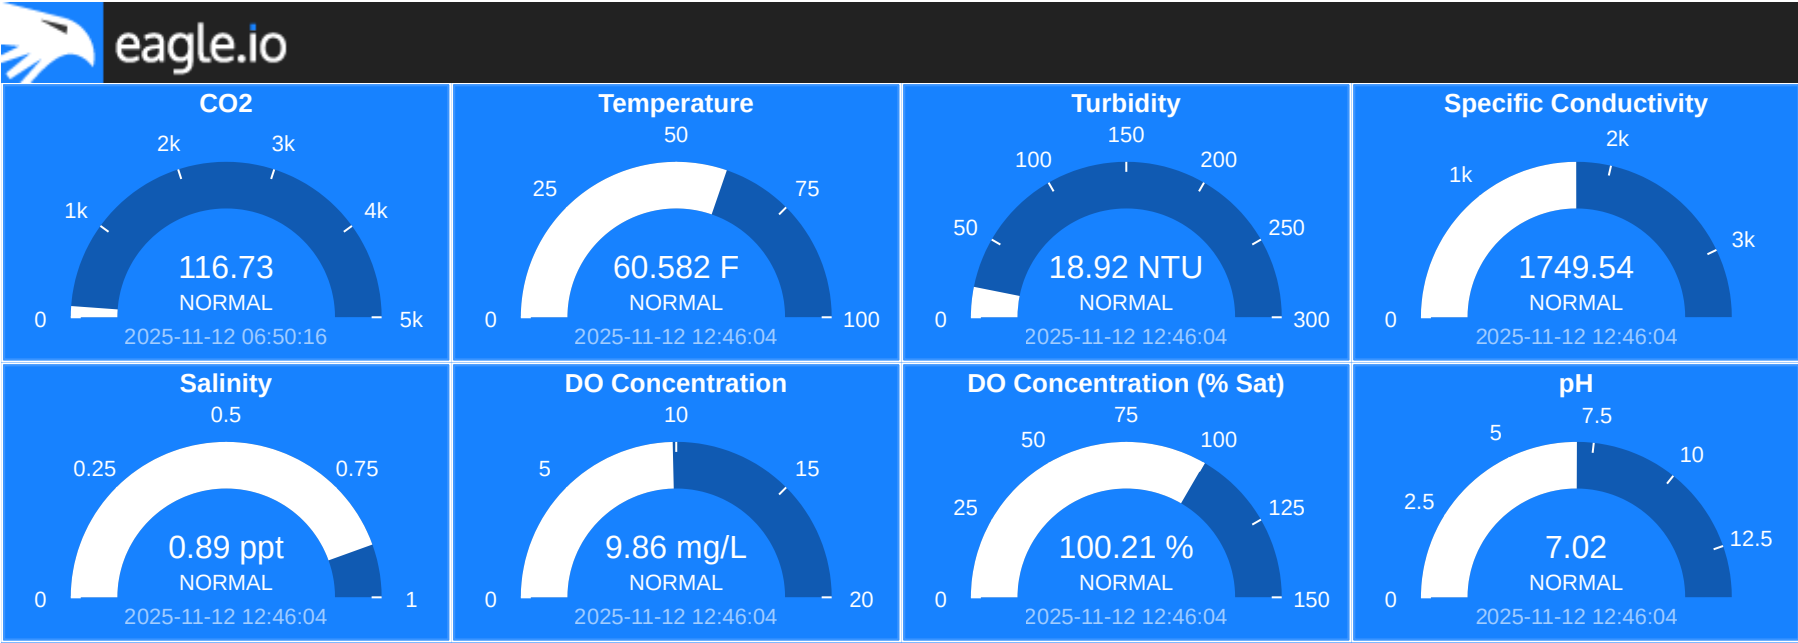 eagle.io
CO2
2k
3k
1k
4k
116.73
NORMAL
0
5k
2025-11-12 06:50:16
Temperature
50
25
75
60.582 F
NORMAL
0
100
2025-11-12 12:46:04
Turbidity
150
100
200
50
250
18.92 NTU
NORMAL
0
300
2025-11-12 12:46:04
Specific Conductivity
2k
1k
3k
1749.54
NORMAL
0
2025-11-12 12:46:04
Salinity
0.5
0.25
0.75
0.89 ppt
NORMAL
0
1
2025-11-12 12:46:04
DO Concentration
10
5
15
9.86 mg/L
NORMAL
0
20
2025-11-12 12:46:04
DO Concentration (% Sat)
75
50
100
25
125
100.21 %
NORMAL
0
150
2025-11-12 12:46:04
pH
7.5
5
10
2.5
12.5
7.02
NORMAL
0
2025-11-12 12:46:04